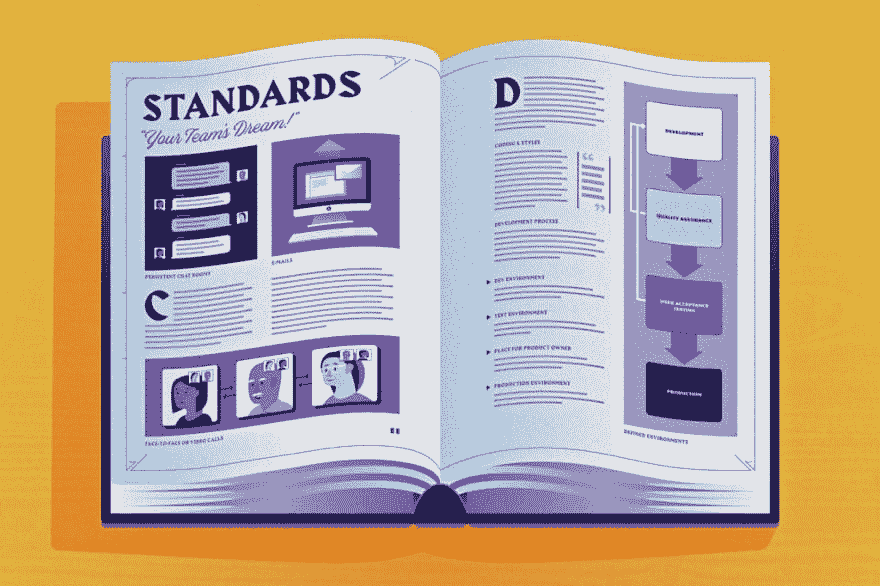 STANDARDS
"Your Team's Dream!"
PERSISTENT CHAT ROOMS
E-MAILS
C
FACE-TO-FACE OR VIDEO CALLS
D
CODING & STYLES
“
”
DEVELOPMENT PROCESS
DEV ENVIRONMENT
TEST ENVIRONMENT
PLACE FOR PRODUCT OWNER
PRODUCTION ENVIRONMENT
DEVELOPMENT
QUALITY ASSURANCE
USER ACCEPTANCE
TESTING
PRODUCTION
DEFINED ENVIRONMENTS